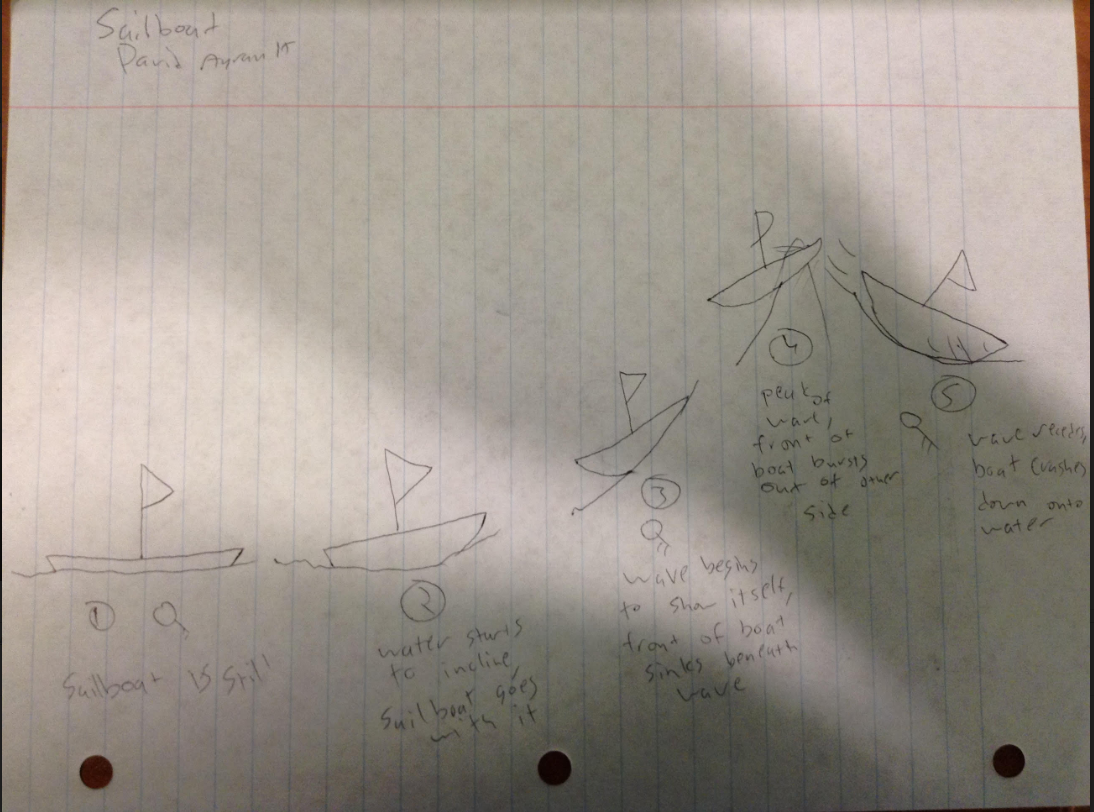 Sailboat
David Ayrault
1
Sailboat is still
2
water starts
to incline,
Sailboat goes
with it
3
wave begins
to show itself,
front of boat
sinks beneath
wave
4
peak of
wave,
front of
boat bursts
out of other
side
5
wave recedes,
boat crashes
down onto
water